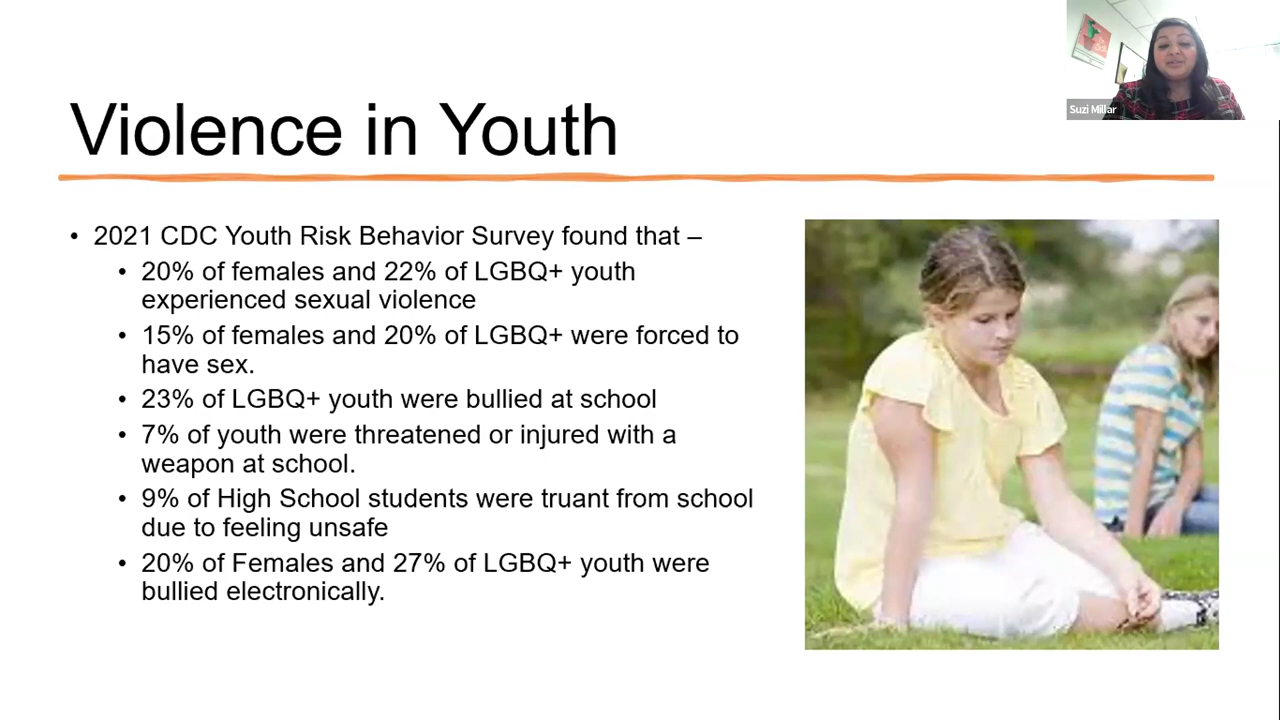 Suzi Millar
Violence in Youth
• 2021 CDC Youth Risk Behavior Survey found that –
• 20% of females and 22% of LGBQ+ youth
experienced sexual violence
• 15% of females and 20% of LGBQ+ were forced to
have sex.
• 23% of LGBQ+ youth were bullied at school
• 7% of youth were threatened or injured with a
weapon at school.
• 9% of High School students were truant from school
due to feeling unsafe
• 20% of Females and 27% of LGBQ+ youth were
bullied electronically.